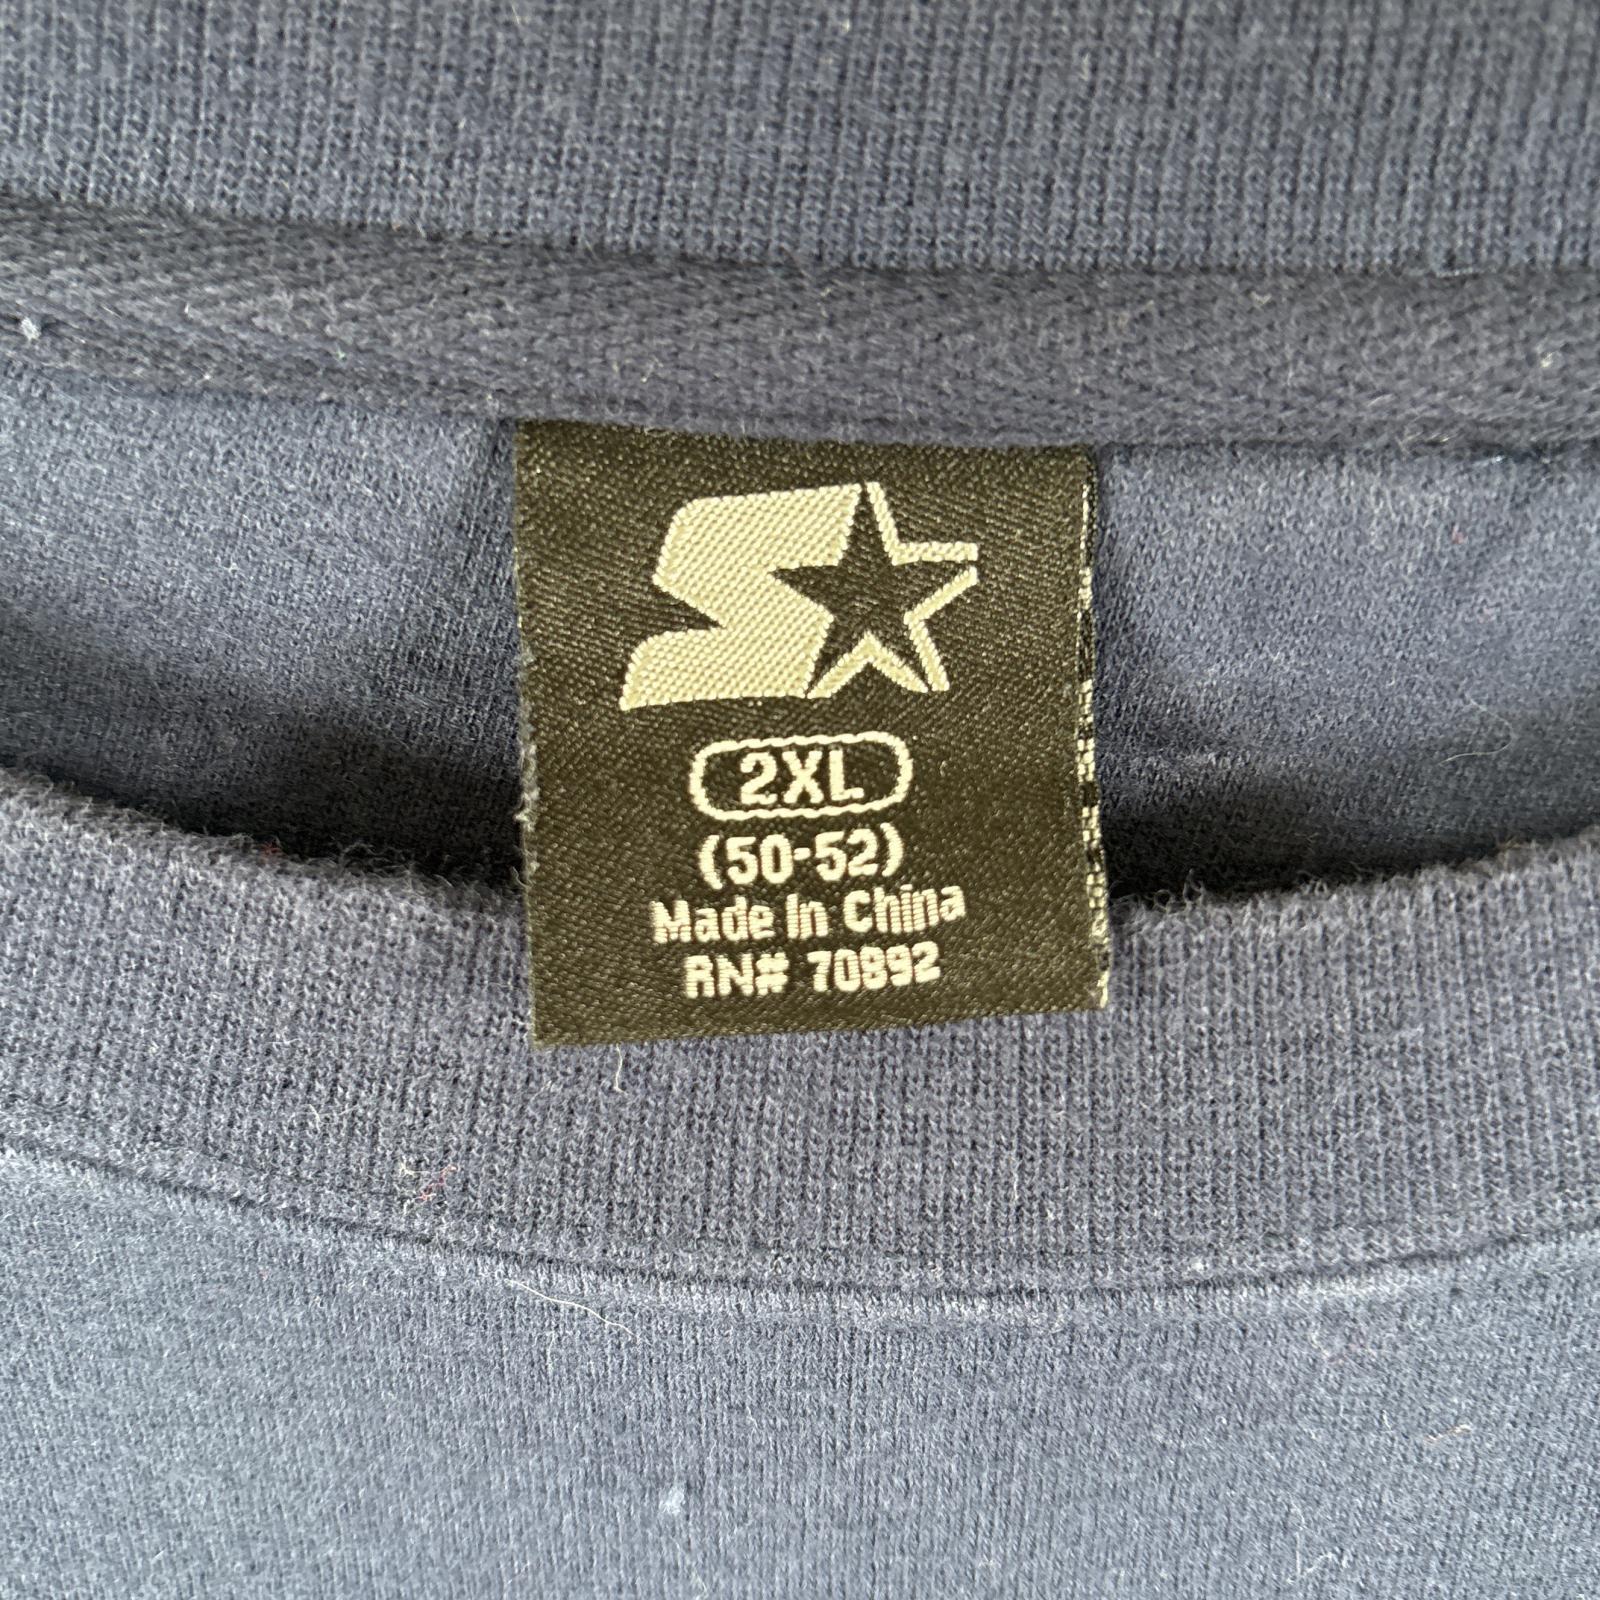 2XL
(50-52)
Made In China
RN# 70892